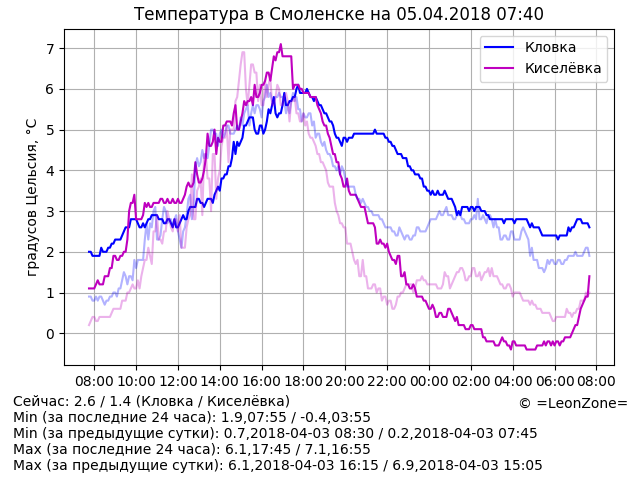 Температура в Смоленске на 05.04.2018 07:40
Кловка
Киселёвка
градусов Цельсия, °C
7
6
5
4
3
2
1
0
08:00 10:00 12:00 14:00 16:00 18:00 20:00 22:00 00:00 02:00 04:00 06:00 08:00
Сейчас: 2.6 / 1.4 (Кловка / Киселёвка)
© =LeonZone=
Min (за последние 24 часа): 1.9,07:55 / -0.4,03:55
Min (за предыдущие сутки): 0.7,2018-04-03 08:30 / 0.2,2018-04-03 07:45
Max (за последние 24 часа): 6.1,17:45 / 7.1,16:55
Max (за предыдущие сутки): 6.1,2018-04-03 16:15 / 6.9,2018-04-03 15:05